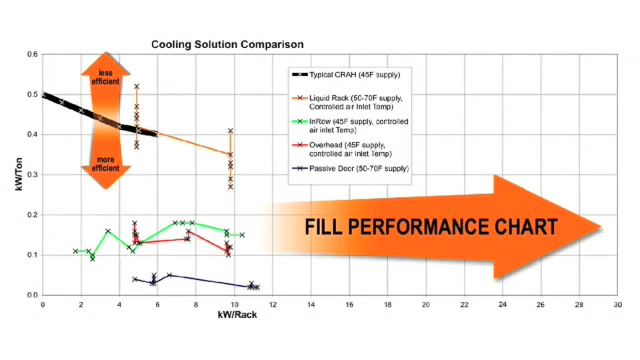 Cooling Solution Comparison
0.6
0.5
0.4
0.3
0.2
0.1
0.0
kW/Ton
less
efficient
more
efficient
Typical CRAH (45F supply)
Liquid Rack (50-70F supply,
Controlled air Inlet Temp)
InRow (45F supply, controlled
air inlet Temp)
Overhead (45F supply,
controlled air Inlet Temp)
Passive Door (50-70F supply)
FILL PERFORMANCE CHART
0 2 4 6 8 10 12 14 16 18 20 22 24 26 28 30
kW/Rack